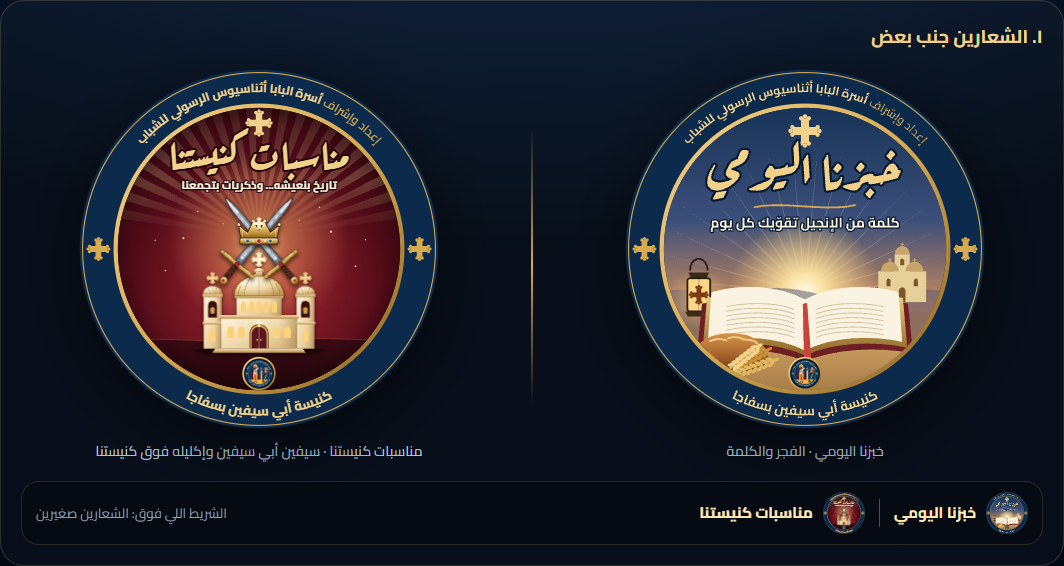 ١. الشعارين جنب بعض
إعداد وإشراف أسرة البابا أثناسيوس الرسولي للشباب
خبزنا اليومي
كلمة من الإنجيل تقوّيك كل يوم
كنيسة أبي سيفين بسفاجا
إعداد وإشراف أسرة البابا أثناسيوس الرسولي للشباب
مناسبات كنيستنا
تاريخ بنعيشه... وذكريات بتجمعنا
كنيسة أبي سيفين بسفاجا
خبزنا اليومي · الفجر والكلمة
مناسبات كنيستنا · سيفين أبي سيفين وإكليله فوق كنيستنا
خبزنا اليومي
مناسبات كنيستنا
الشريط اللي فوق: الشعارين صغيرين